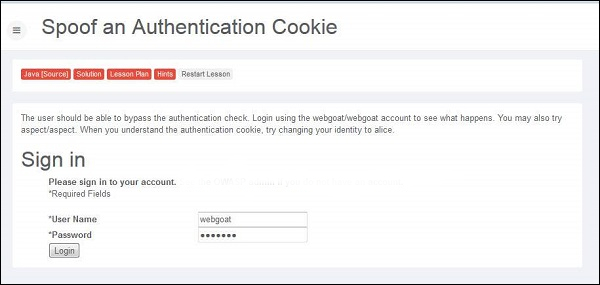 Spoof an Authentication Cookie
Java [Source] Solution Lesson Plan Hints Restart Lesson
The user should be able to bypass the authentication check. Login using the webgoat/webgoat account to see what happens. You may also try
aspect/aspect. When you understand the authentication cookie, try changing your identity to alice.
Sign in
Please sign in to your account.
*Required Fields
*User Name webgoat
*Password •••••••
Login